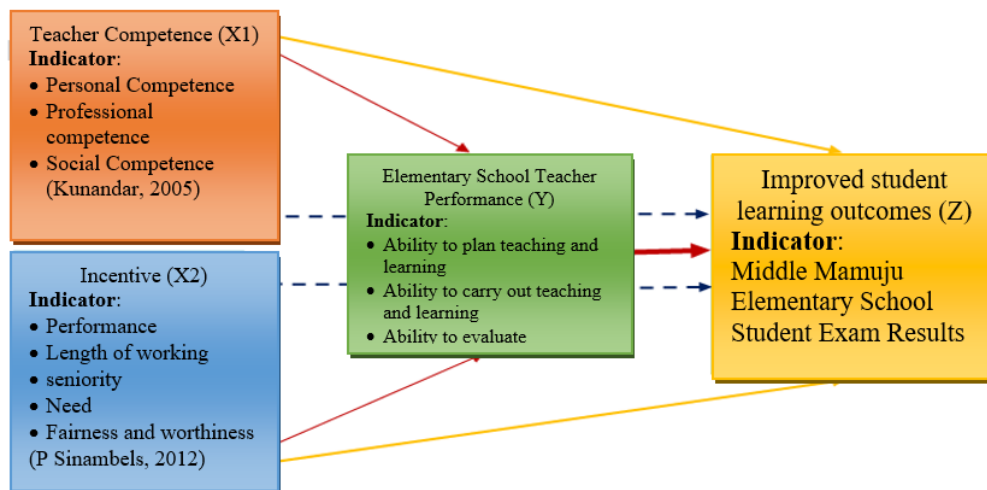 Teacher Competence (X1)
Indicator:
• Personal Competence
• Professional
competence
• Social Competence
(Kunandar, 2005)
Incentive (X2)
Indicator:
• Performance
• Length of working
• seniority
• Need
• Fairness and worthiness
(P Sinambels, 2012)
Elementary School Teacher
Performance (Y)
Indicator:
• Ability to plan teaching and
learning
• Ability to carry out teaching
and learning
• Ability to evaluate
Improved student
learning outcomes (Z)
Indicator:
Middle Mamuju
Elementary School
Student Exam Results